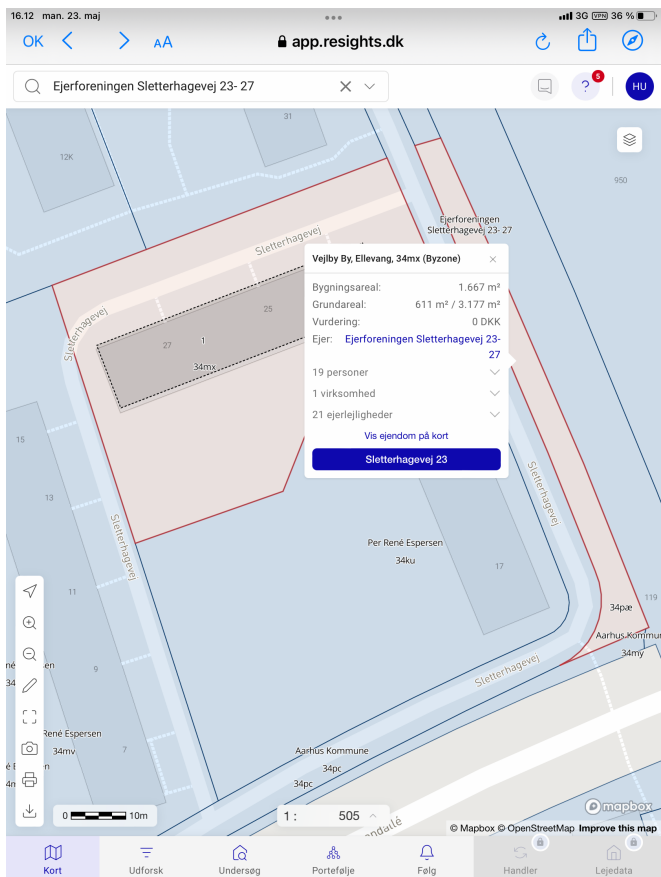 16.12 man. 23. maj
3G VPN 36 %
OK AA app.resights.dk
Ejerforeningen Sletterhagevej 23- 27
? 5 HU
31
12K
950
Ejerforeningen
Sletterhagevej 23- 27
Sletterhagevej
Vejlby By, Ellevang, 34mx (Byzone)
Bygningsareal: 1.667 m²
Grundareal: 611 m² / 3.177 m²
Vurdering: 0 DKK
Ejer: Ejerforeningen Sletterhagevej 23-
27
19 personer
1 virksomhed
21 ejerlejligheder
Vis ejendom på kort
Sletterhagevej 23
25
Sletterhagevej
1
27
34mx
15
13
Sletterhagevej
Sletterhagevej
Per René Espersen
34ku
17
11
119
34pæ
Aarhus Kommu
34my
9
Sletterhagevej
René Espersen
34mv
7
Aarhus Kommune
34pc
34pc
0 10m
1: 505
mapbox
© Mapbox © OpenStreetMap Improve this map
Kort Udforsk Undersøg Portefølje Følg Handler Lejedata